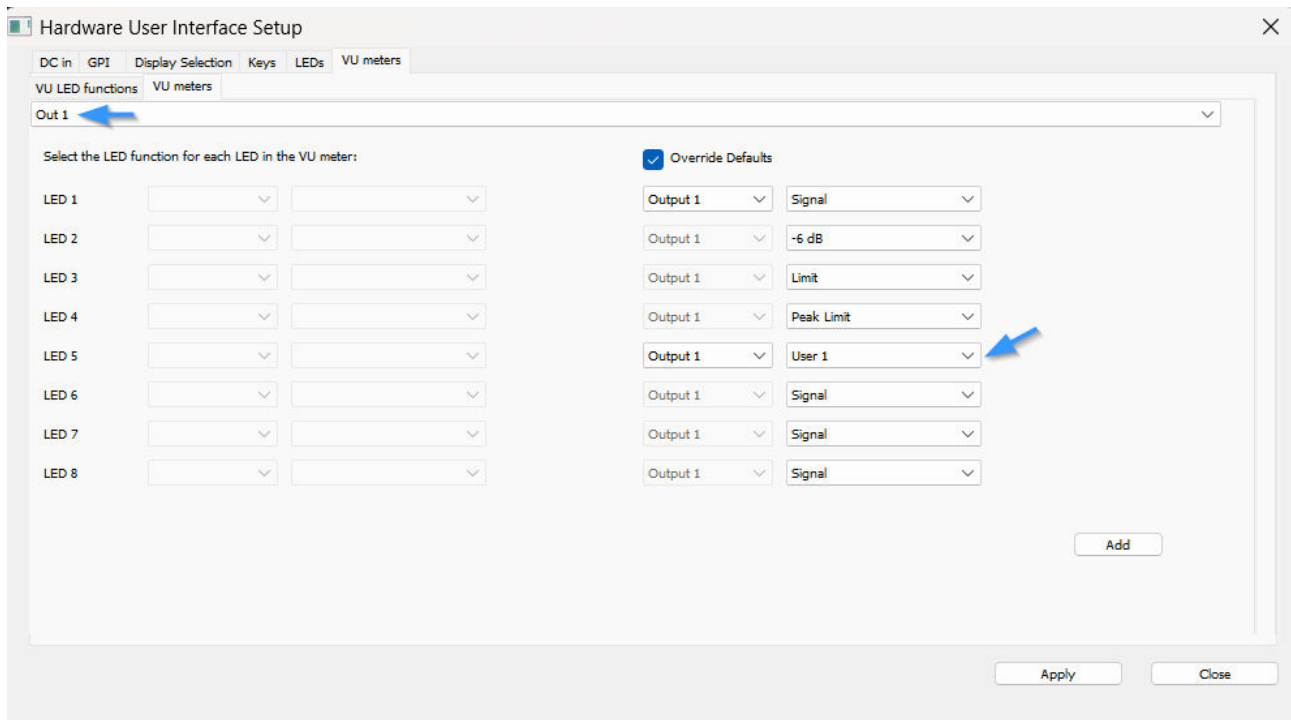 Hardware User Interface Setup
DC in GPI Display Selection Keys LEDs VU meters
VU LED functions VU meters
Out 1
Select the LED function for each LED in the VU meter: Override Defaults
LED 1 Output 1 Signal
LED 2 Output 1 -6 dB
LED 3 Output 1 Limit
LED 4 Output 1 Peak Limit
LED 5 Output 1 User 1
LED 6 Output 1 Signal
LED 7 Output 1 Signal
LED 8 Output 1 Signal
Add
Apply Close